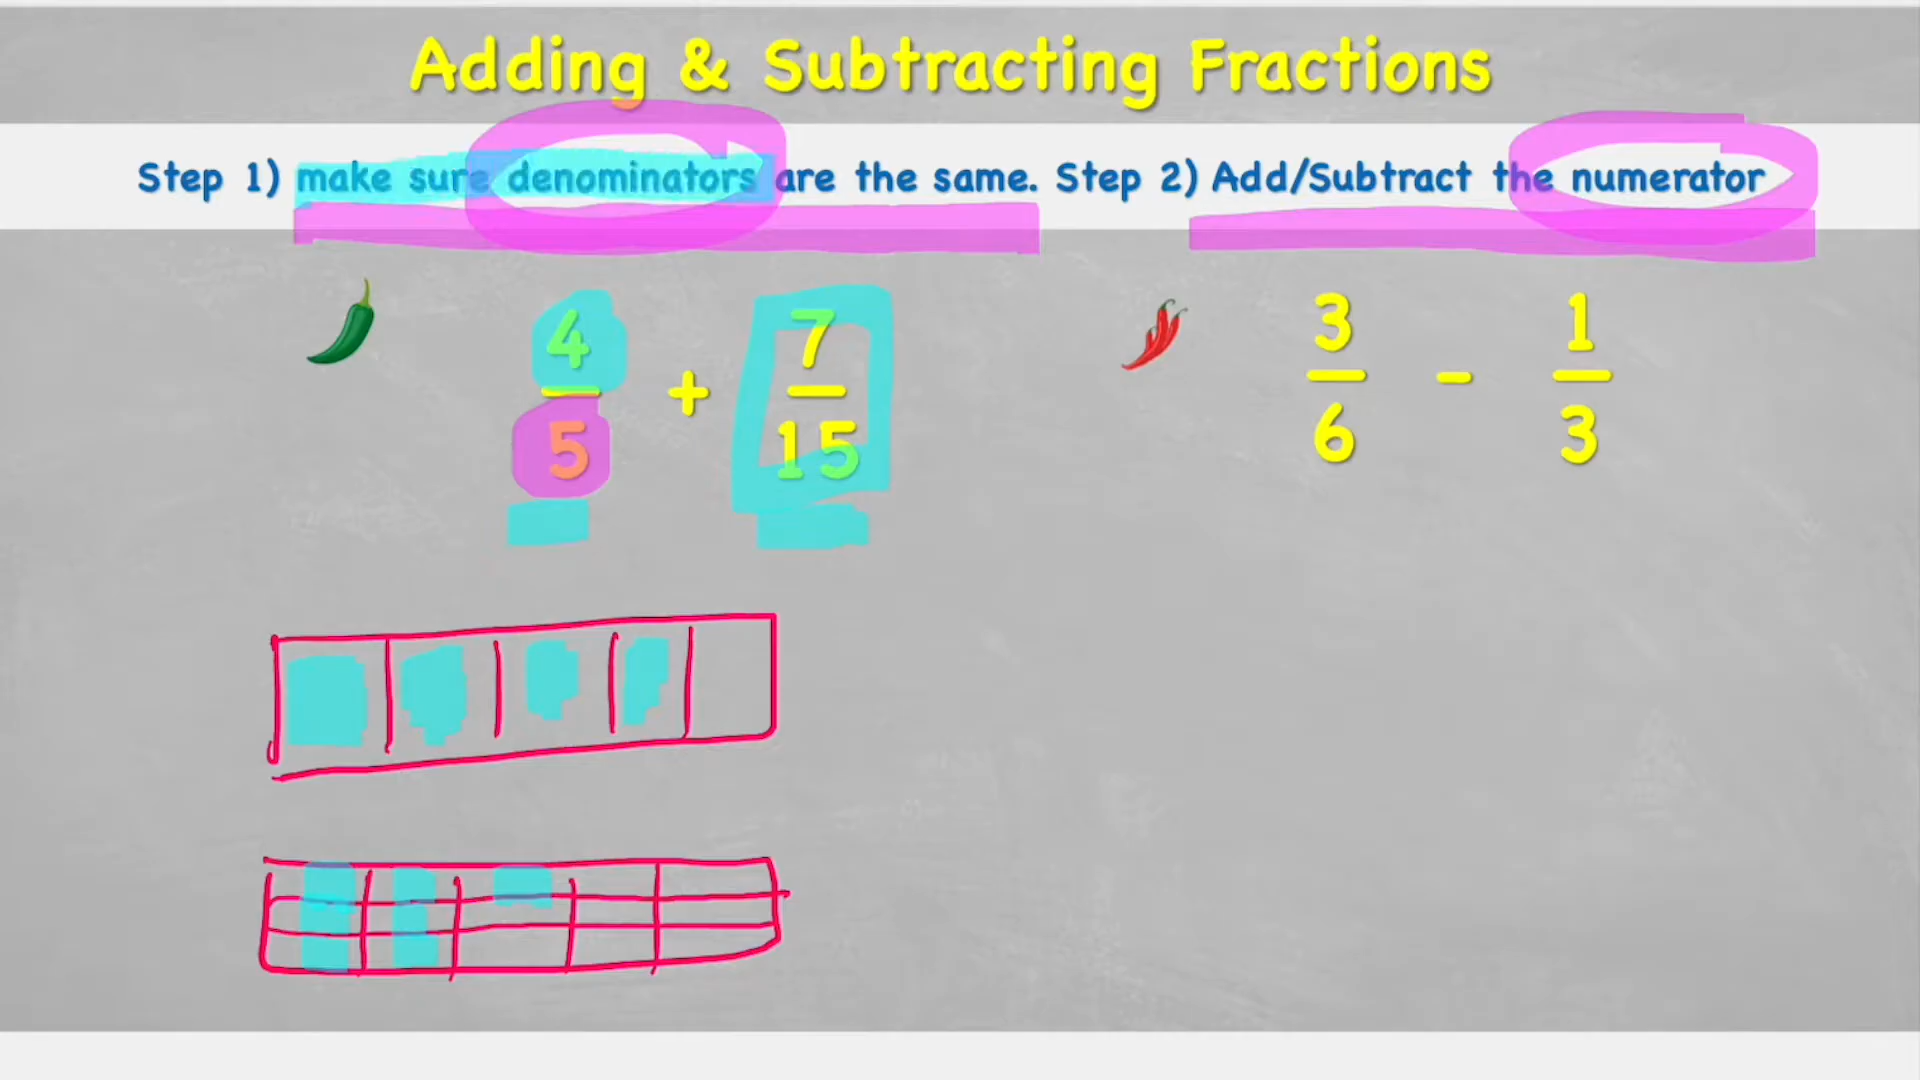 Adding & Subtracting Fractions
Step 1) make sure denominators are the same. Step 2) Add/Subtract the numerator
4/5 + 7/15
3/6 - 1/3